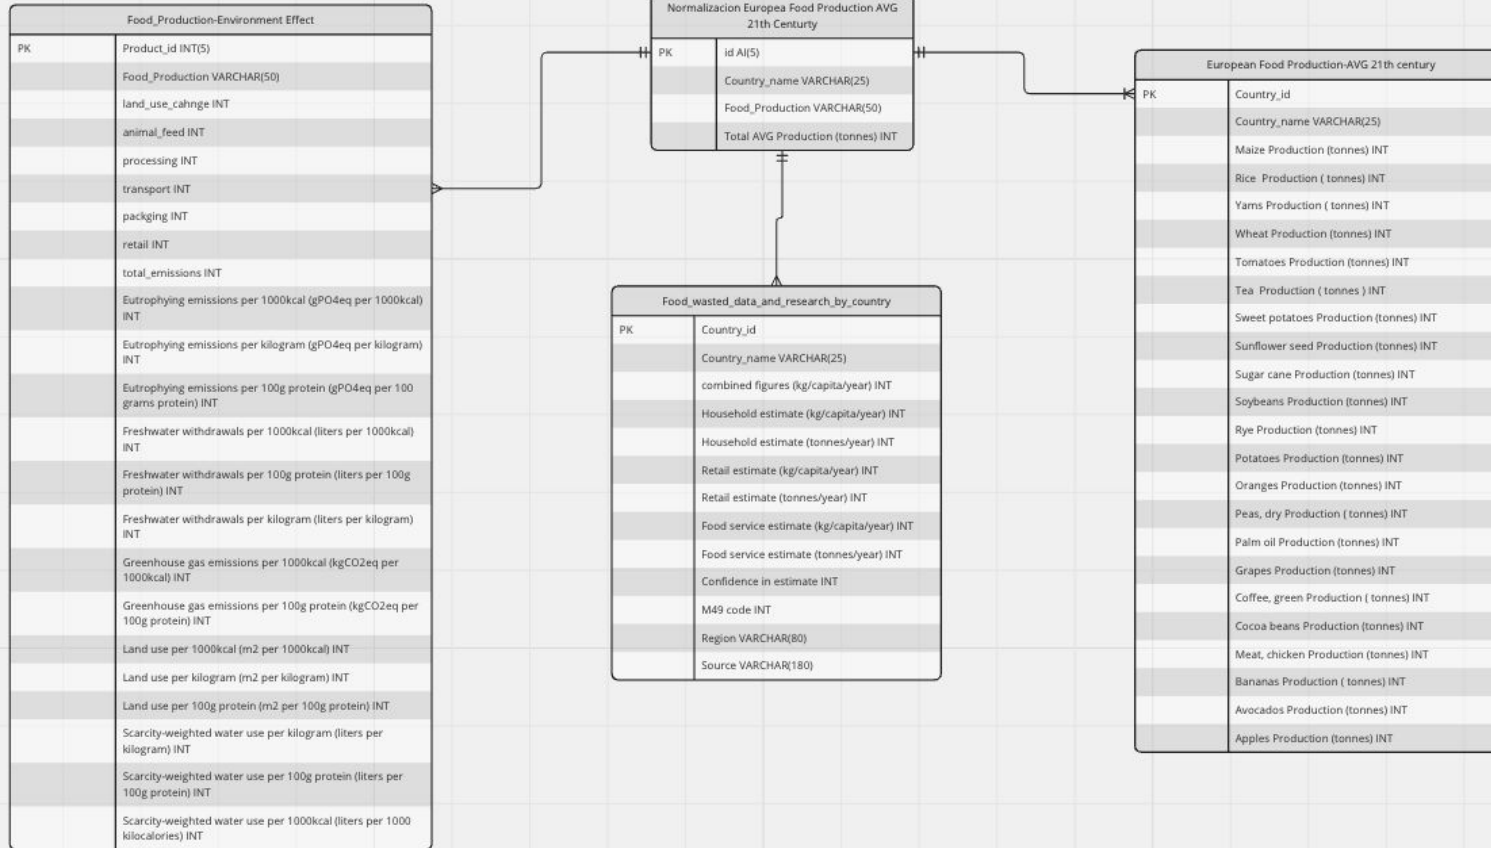 Food_Production-Environment Effect
PK
Product_id INT(5)
Food_Production VARCHAR(50)
land_use_cahnge INT
animal_feed INT
processing INT
transport INT
packging INT
retail INT
total_emissions INT
Eutrophying emissions per 1000kcal (gPO4eq per 1000kcal)
INT
Eutrophying emissions per kilogram (gPO4eq per kilogram)
INT
Eutrophying emissions per 100g protein (gPO4eq per 100
grams protein) INT
Freshwater withdrawals per 1000kcal (liters per 1000kcal)
INT
Freshwater withdrawals per 100g protein (liters per 100g
protein) INT
Freshwater withdrawals per kilogram (liters per kilogram)
INT
Greenhouse gas emissions per 1000kcal (kgCO2eq per
1000kcal) INT
Greenhouse gas emissions per 100g protein (kgCO2eq per
100g protein) INT
Land use per 1000kcal (m2 per 1000kcal) INT
Land use per kilogram (m2 per kilogram) INT
Land use per 100g protein (m2 per 100g protein) INT
Scarcity-weighted water use per kilogram (liters per
kilogram) INT
Scarcity-weighted water use per 100g protein (liters per
100g protein) INT
Scarcity-weighted water use per 1000kcal (liters per 1000
kilocalories) INT
Normalizacion Europea Food Production AVG
21th Centurty
PK
id AI(5)
Country_name VARCHAR(25)
Food_Production VARCHAR(50)
Total AVG Production (tonnes) INT
Food_wasted_data_and_research_by_country
PK
Country_id
Country_name VARCHAR(25)
combined figures (kg/capita/year) INT
Household estimate (kg/capita/year) INT
Household estimate (tonnes/year) INT
Retail estimate (kg/capita/year) INT
Retail estimate (tonnes/year) INT
Food service estimate (kg/capita/year) INT
Food service estimate (tonnes/year) INT
Confidence in estimate INT
M49 code INT
Region VARCHAR(80)
Source VARCHAR(180)
European Food Production-AVG 21th century
PK
Country_id
Country_name VARCHAR(25)
Maize Production (tonnes) INT
Rice  Production ( tonnes) INT
Yams Production ( tonnes) INT
Wheat Production (tonnes) INT
Tomatoes Production (tonnes) INT
Tea  Production ( tonnes ) INT
Sweet potatoes Production (tonnes) INT
Sunflower seed Production (tonnes) INT
Sugar cane Production (tonnes) INT
Soybeans Production (tonnes) INT
Rye Production (tonnes) INT
Potatoes Production (tonnes) INT
Oranges Production (tonnes) INT
Peas, dry Production ( tonnes) INT
Palm oil Production (tonnes) INT
Grapes Production (tonnes) INT
Coffee, green Production ( tonnes) INT
Cocoa beans Production (tonnes) INT
Meat, chicken Production (tonnes) INT
Bananas Production ( tonnes) INT
Avocados Production (tonnes) INT
Apples Production (tonnes) INT